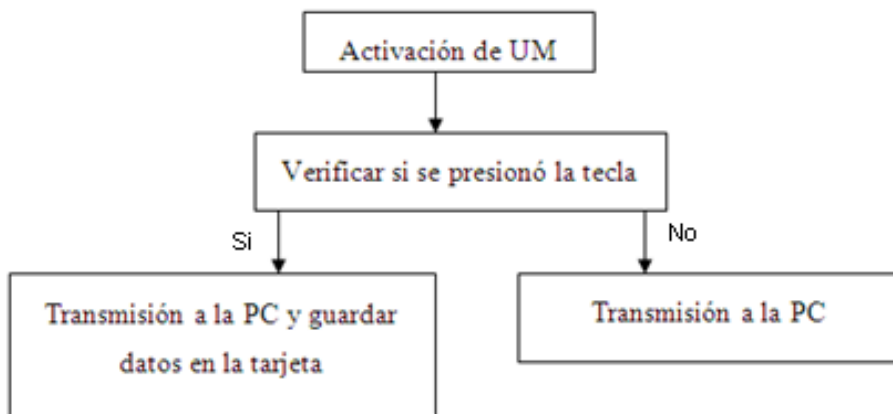 Activación de UM
Verificar si se presionó la tecla
Si
No
Transmisión a la PC y guardar
datos en la tarjeta
Transmisión a la PC